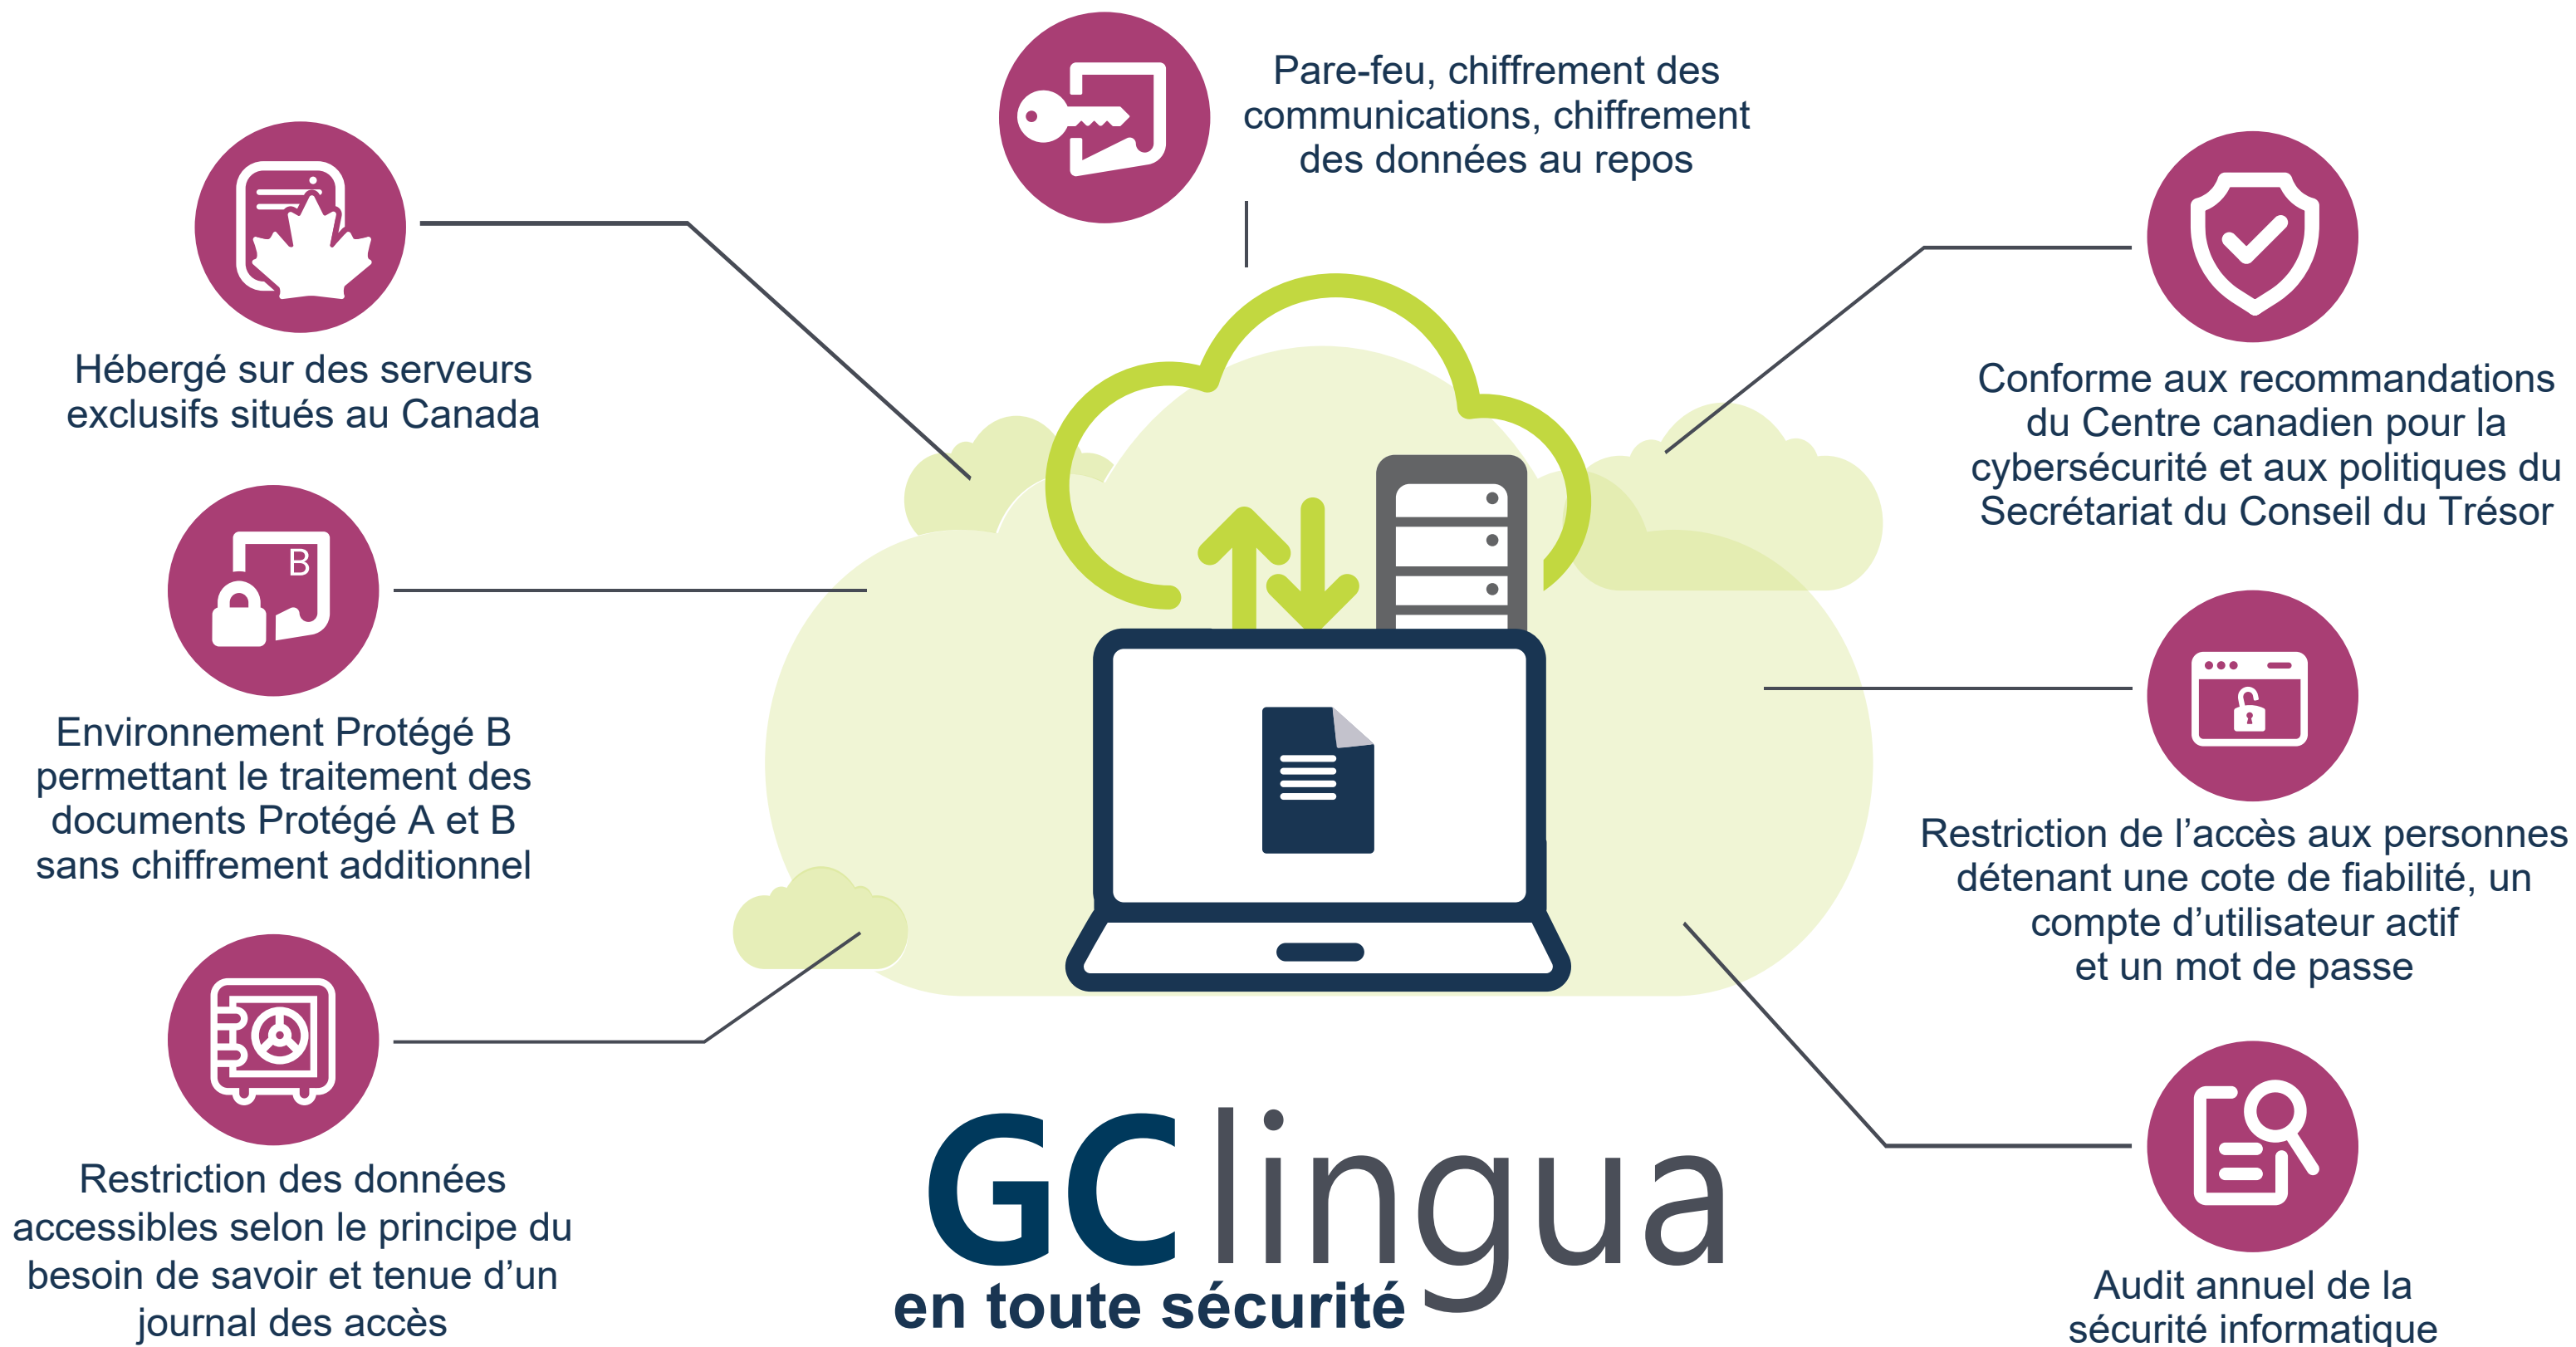 Pare-feu, chiffrement des
communications, chiffrement
des données au repos
Hébergé sur des serveurs
exclusifs situés au Canada
Conforme aux recommandations
du Centre canadien pour la
cybersécurité et aux politiques du
Secrétariat du Conseil du Trésor
B
Environnement Protégé B
permettant le traitement des
documents Protégé A et B
sans chiffrement additionnel
Restriction de l’accès aux personnes
détenant une cote de fiabilité, un
compte d’utilisateur actif
et un mot de passe
Restriction des données
accessibles selon le principe du
besoin de savoir et tenue d’un
journal des accès
GClingua
en toute sécurité
Audit annuel de la
sécurité informatique